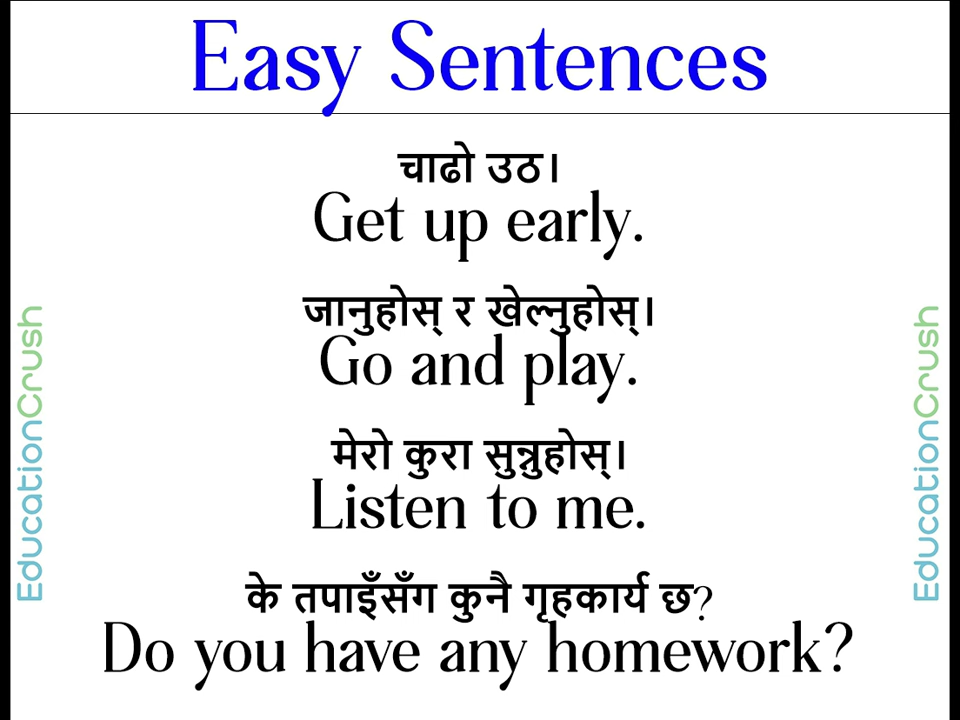 Easy Sentences
चाढो उठ।
Get up early.
जानुहोस् र खेल्नुहोस्।
Go and play.
मेरो कुरा सुन्नुहोस्।
Listen to me.
के तपाइँसँग कुनै गृहकार्य छ?
Do you have any homework?
EducationCrush
EducationCrush